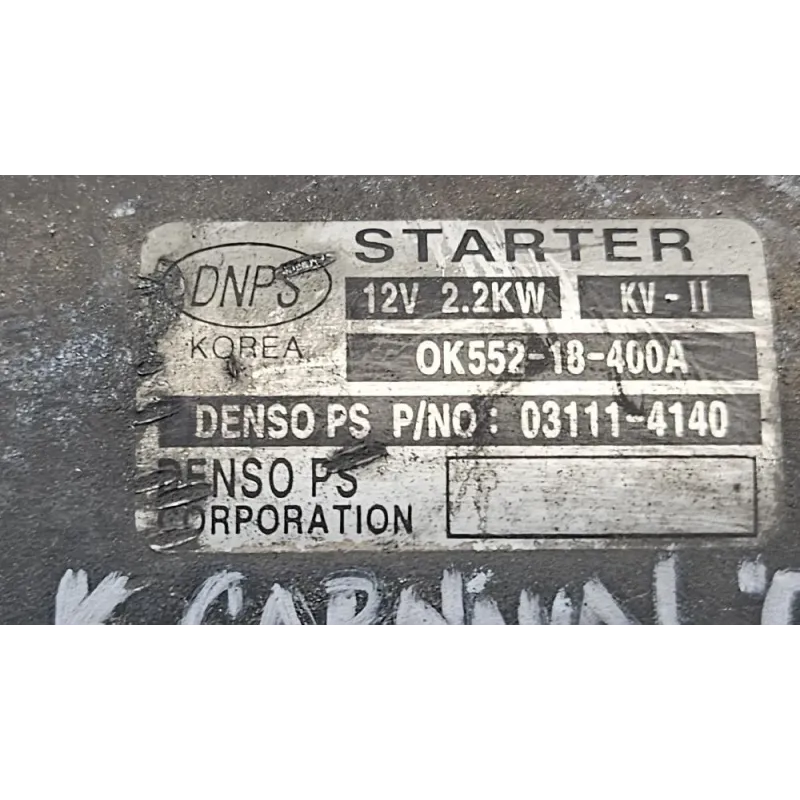 DNPS
KOREA
STARTER
12V 2.2KW KV-II
OK552-18-400A
DENSO PS P/NO : 03111-4140
DENSO PS
CORPORATION
K CARNIVAL